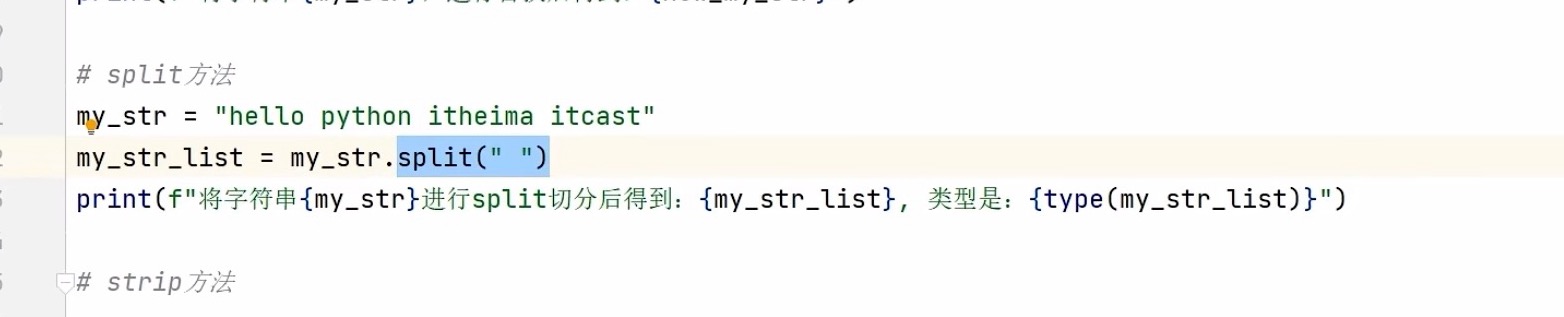 # split方法
my_str = "hello python itheima itcast"
my_str_list = my_str.split(" ")
print(f"将字符串{my_str}进行split切分后得到：{my_str_list}, 类型是：{type(my_str_list)}")
# strip方法